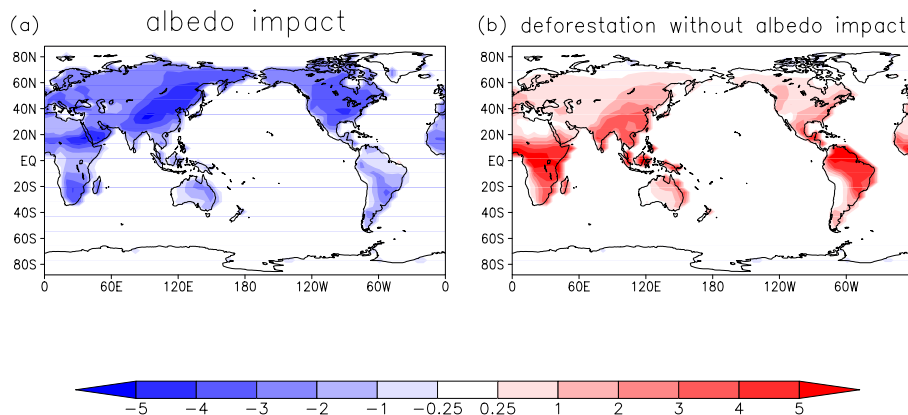 (a) albedo impact
(b) deforestation without albedo impact
80N
60N
40N
20N
EQ
20S
40S
60S
80S
0 60E 120E 180 120W 60W 0
80N
60N
40N
20N
EQ
20S
40S
60S
80S
0 60E 120E 180 120W 60W
-5 -4 -3 -2 -1 -0.25 0.25 1 2 3 4 5